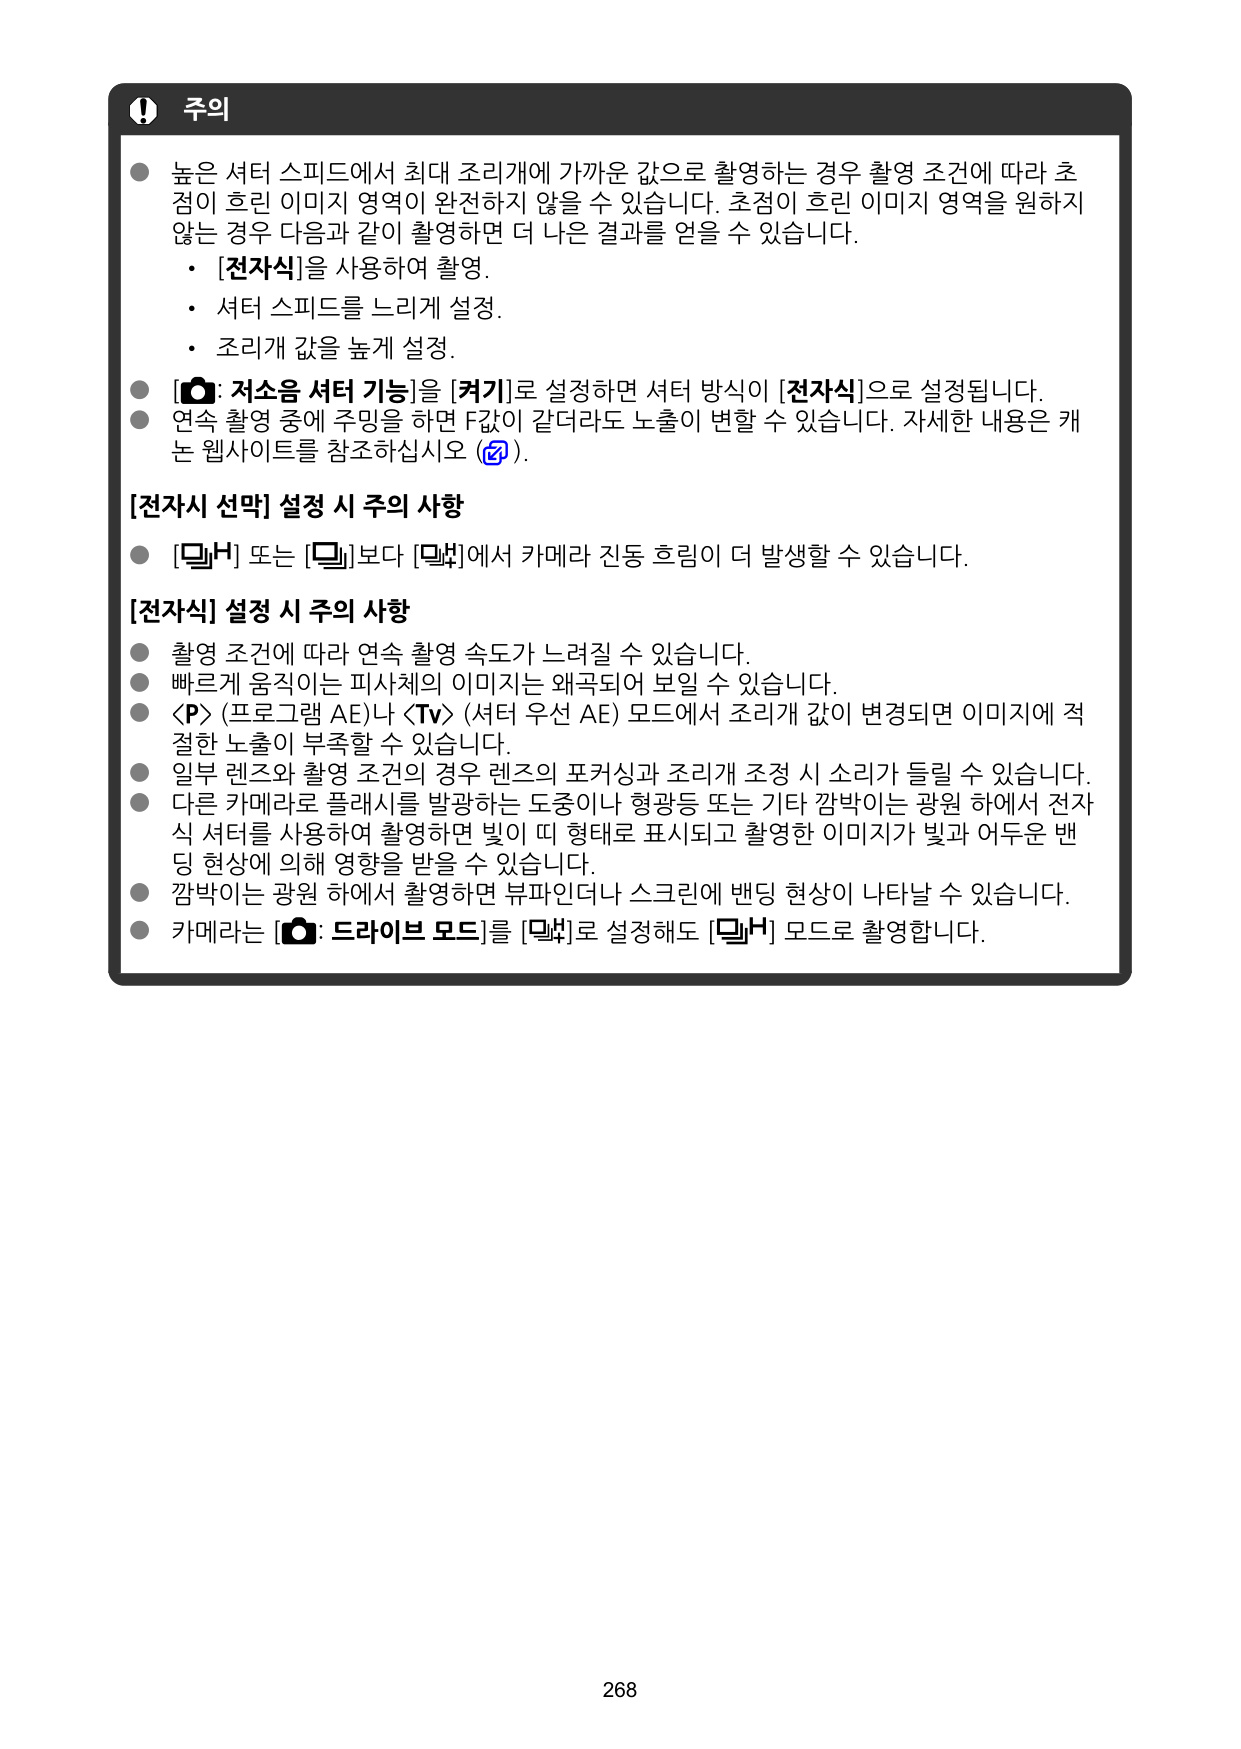 주의
● 높은 셔터 스피드에서 최대 조리개에 가까운 값으로 촬영하는 경우 촬영 조건에 따라 초
점이 흐린 이미지 영역이 완전하지 않을 수 있습니다. 초점이 흐린 이미지 영역을 원하지
않는 경우 다음과 같이 촬영하면 더 나은 결과를 얻을 수 있습니다.
• [전자식]을 사용하여 촬영.
• 셔터 스피드를 느리게 설정.
• 조리개 값을 높게 설정.
● [: 저소음 셔터 기능]을 [켜기]로 설정하면 셔터 방식이 [전자식]으로 설정됩니다.
● 연속 촬영 중에 주밍을 하면 F값이 같더라도 노출이 변할 수 있습니다. 자세한 내용은 캐
논 웹사이트를 참조하십시오 ( ).
[전자시 선막] 설정 시 주의 사항
● [H] 또는 []보다 [H+]에서 카메라 진동 흐림이 더 발생할 수 있습니다.
[전자식] 설정 시 주의 사항
● 촬영 조건에 따라 연속 촬영 속도가 느려질 수 있습니다.
● 빠르게 움직이는 피사체의 이미지는 왜곡되어 보일 수 있습니다.
● <P> (프로그램 AE)나 <Tv> (셔터 우선 AE) 모드에서 조리개 값이 변경되면 이미지에 적
절한 노출이 부족할 수 있습니다.
● 일부 렌즈와 촬영 조건의 경우 렌즈의 포커싱과 조리개 조정 시 소리가 들릴 수 있습니다.
● 다른 카메라로 플래시를 발광하는 도중이나 형광등 또는 기타 깜박이는 광원 하에서 전자
식 셔터를 사용하여 촬영하면 빛이 띠 형태로 표시되고 촬영한 이미지가 빛과 어두운 밴
딩 현상에 의해 영향을 받을 수 있습니다.
● 깜박이는 광원 하에서 촬영하면 뷰파인더나 스크린에 밴딩 현상이 나타날 수 있습니다.
● 카메라는 [: 드라이브 모드]를 [H+]로 설정해도 [H] 모드로 촬영합니다.
268